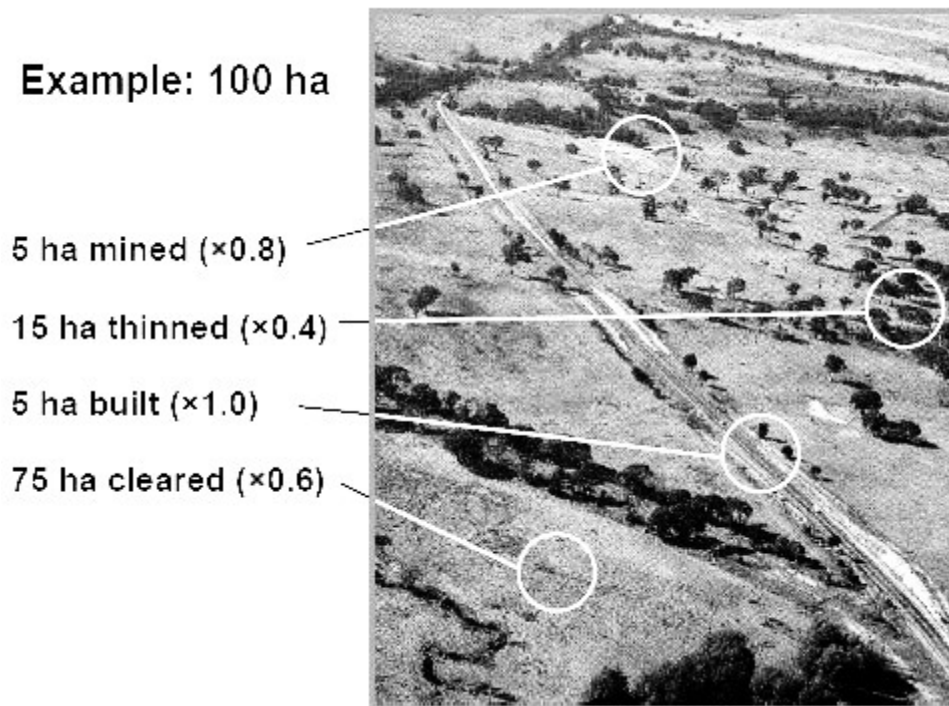 Example: 100 ha
5 ha mined (×0.8)
15 ha thinned (×0.4)
5 ha built (×1.0)
75 ha cleared (×0.6)